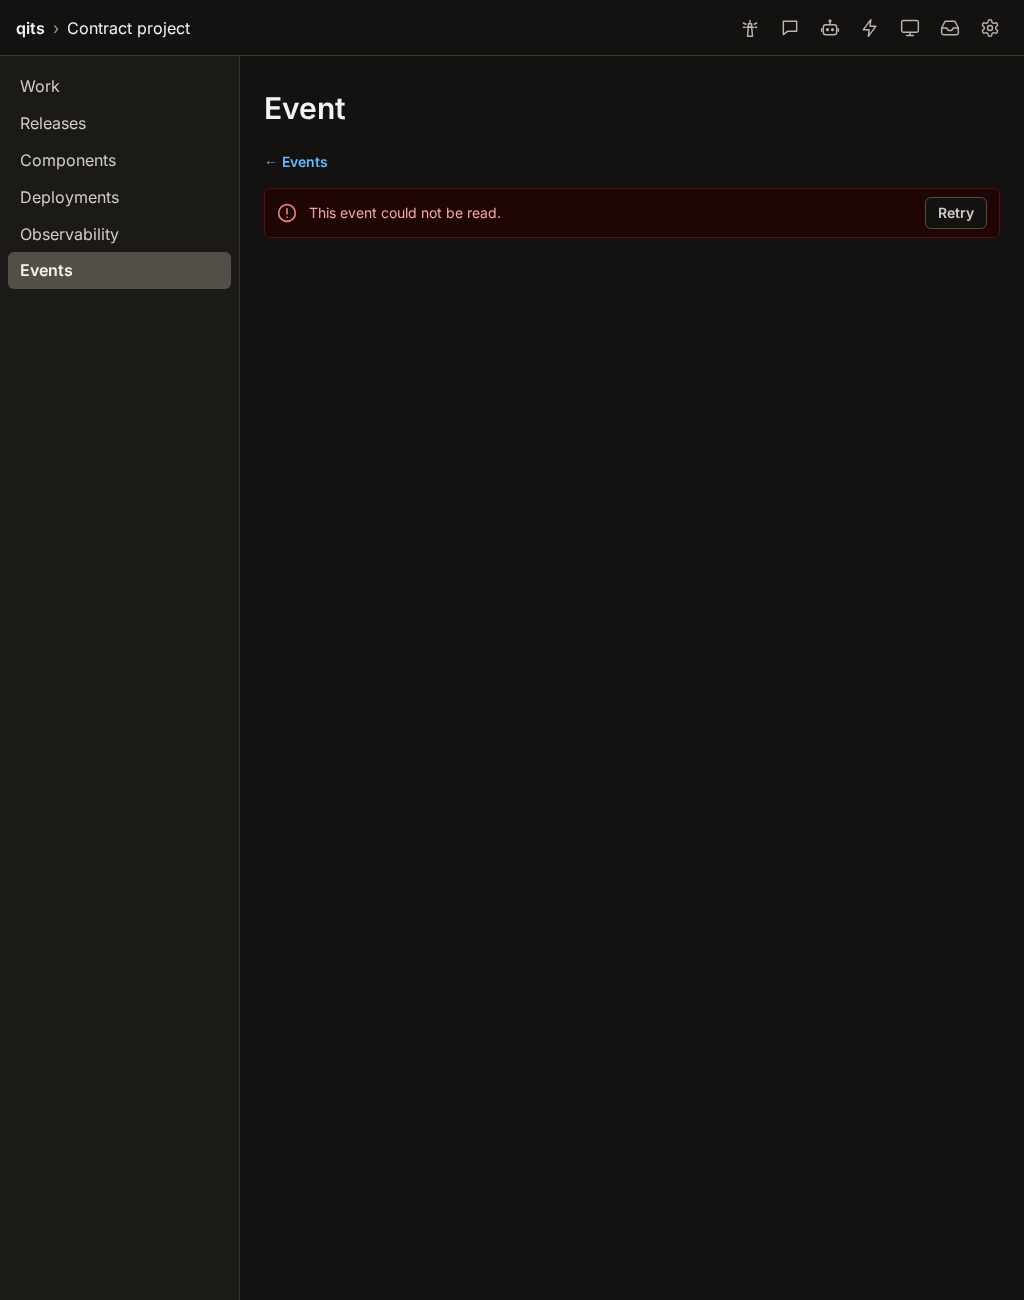 qits › Contract project
Work
Releases
Components
Deployments
Observability
Events
Event
← Events
This event could not be read.
Retry